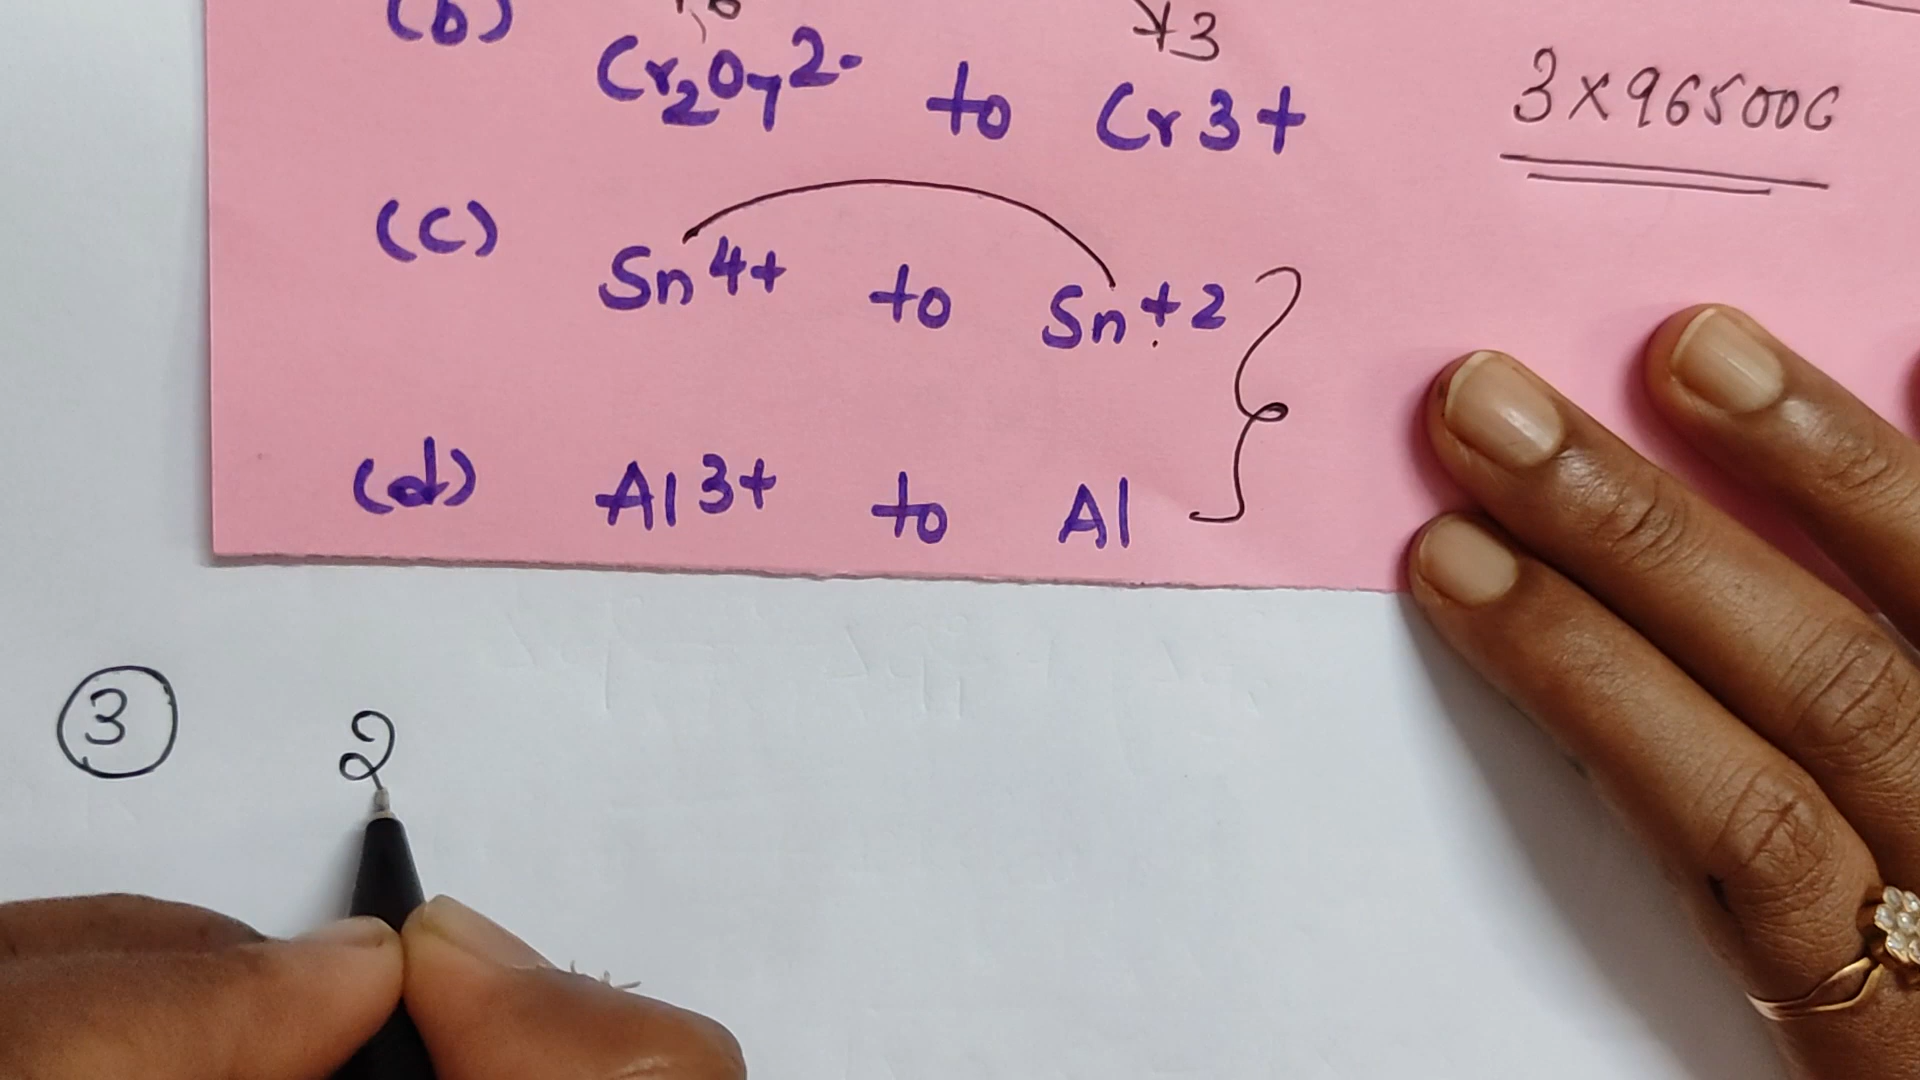 +3
(b) Cr2O7 2- to Cr 3+
3 x 96500C
(c) Sn 4+ to Sn +2
(d) Al 3+ to Al
3 2